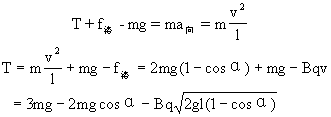 T + f洛 - mg = ma向 = m v²/l
T = m v²/l + mg - f洛 = 2mg(1 - cos α) + mg - Bqv
= 3mg - 2mg cos α - Bq√(2gl(1 - cos α))